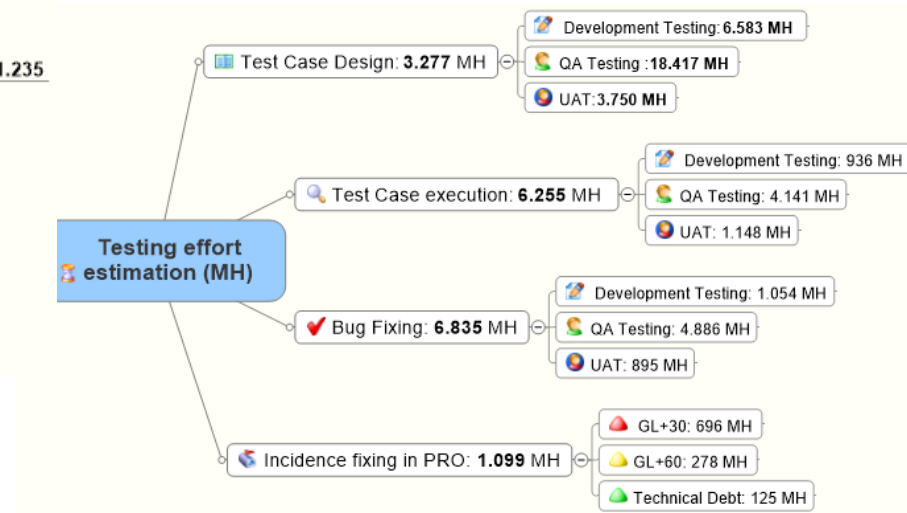 1.235
Testing effort
estimation (MH)
Test Case Design: 3.277 MH
Development Testing: 6.583 MH
QA Testing :18.417 MH
UAT:3.750 MH
Test Case execution: 6.255 MH
Development Testing: 936 MH
QA Testing: 4.141 MH
UAT: 1.148 MH
Bug Fixing: 6.835 MH
Development Testing: 1.054 MH
QA Testing: 4.886 MH
UAT: 895 MH
Incidence fixing in PRO: 1.099 MH
GL+30: 696 MH
GL+60: 278 MH
Technical Debt: 125 MH